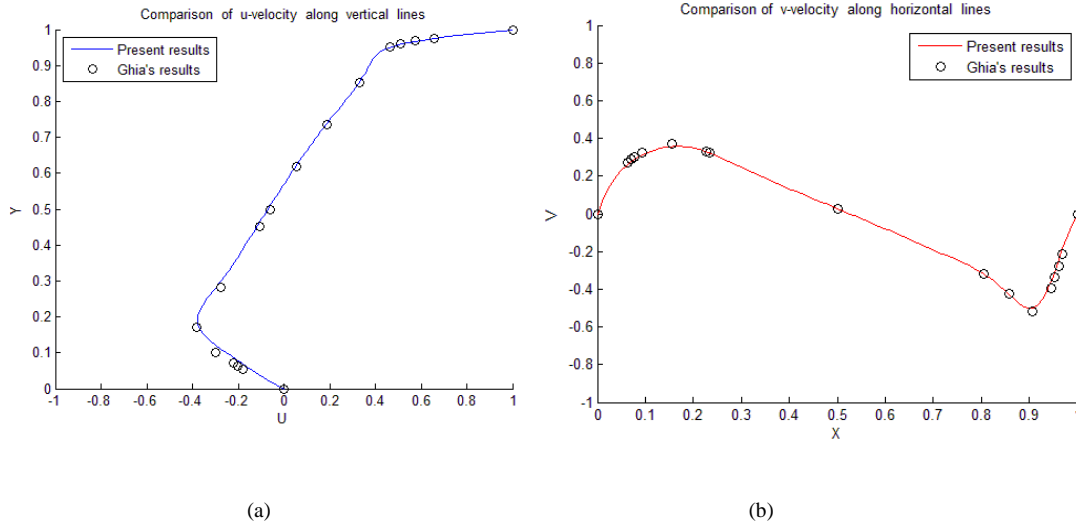 Comparison of u-velocity along vertical lines
Present results
Ghia's results
1
0.9
0.8
0.7
0.6
0.5
0.4
0.3
0.2
0.1
0
Y
-1 -0.8 -0.6 -0.4 -0.2 0 0.2 0.4 0.6 0.8 1
U
(a)
Comparison of v-velocity along horizontal lines
Present results
Ghia's results
1
0.8
0.6
0.4
0.2
0
-0.2
-0.4
-0.6
-0.8
-1
V
0 0.1 0.2 0.3 0.4 0.5 0.6 0.7 0.8 0.9
X
(b)